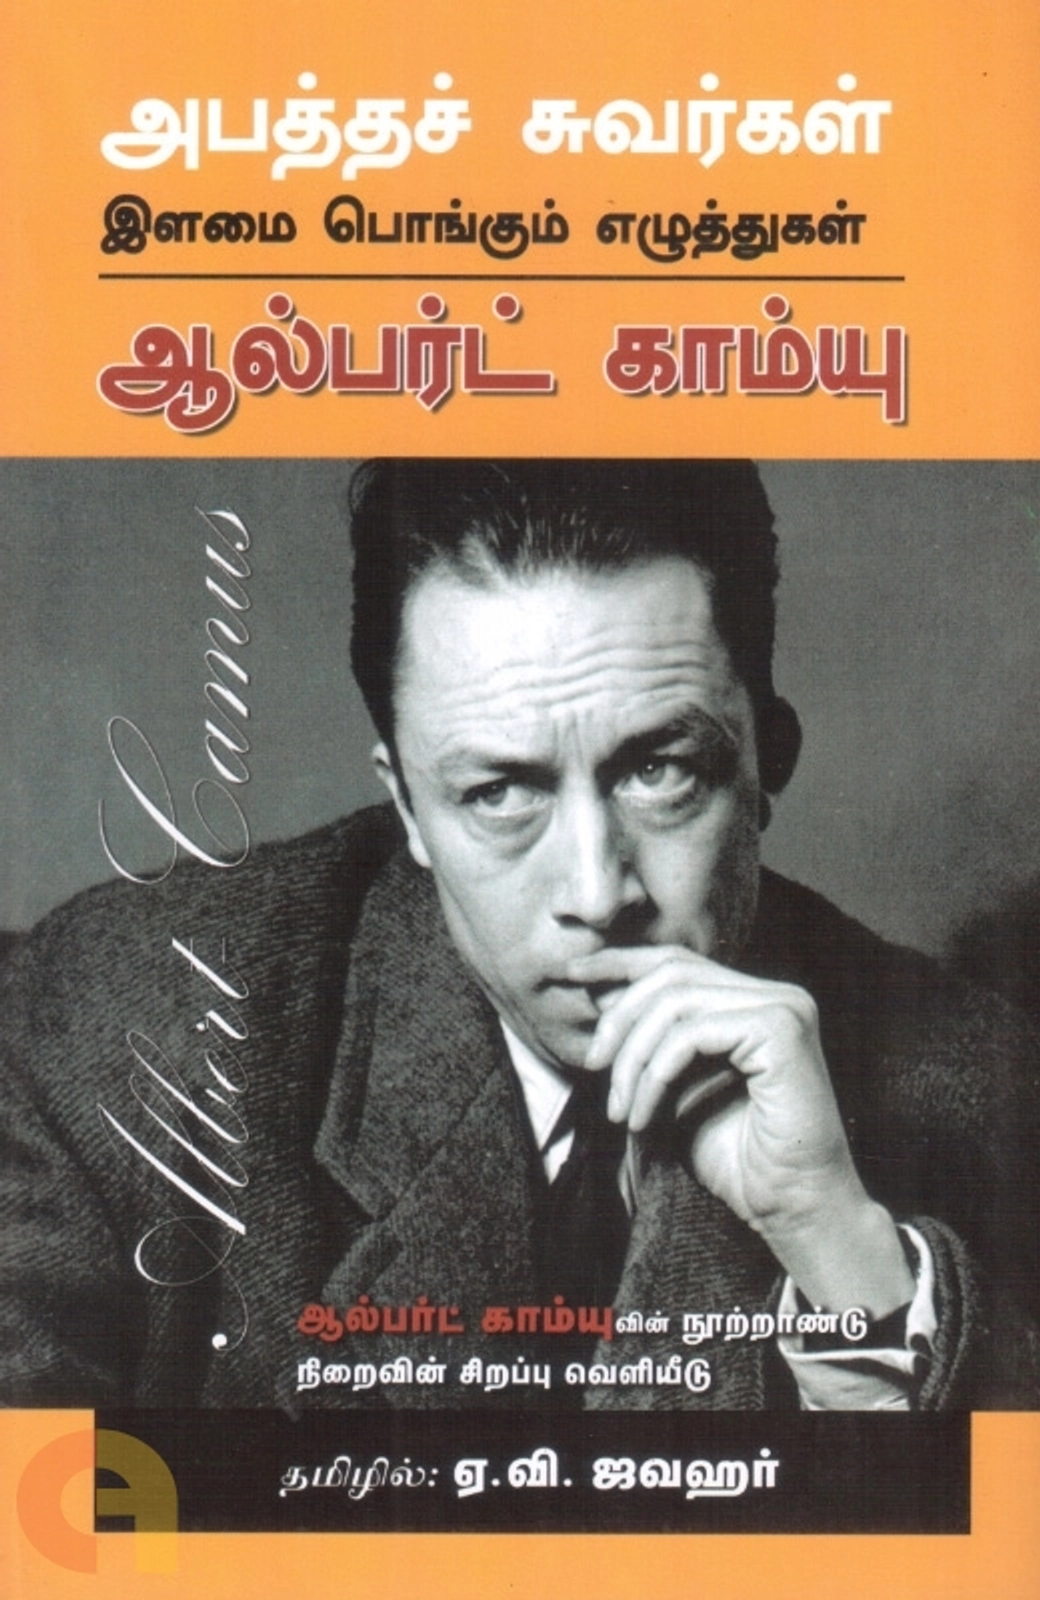 அபத்தச் சுவர்கள்
இளமை பொங்கும் எழுத்துகள்
ஆல்பர்ட் காம்யு
Albert Camus
ஆல்பர்ட் காம்யுவின் நூற்றாண்டு
நிறைவின் சிறப்பு வெளியீடு
தமிழில்: ஏ.வி. ஜவஹர்